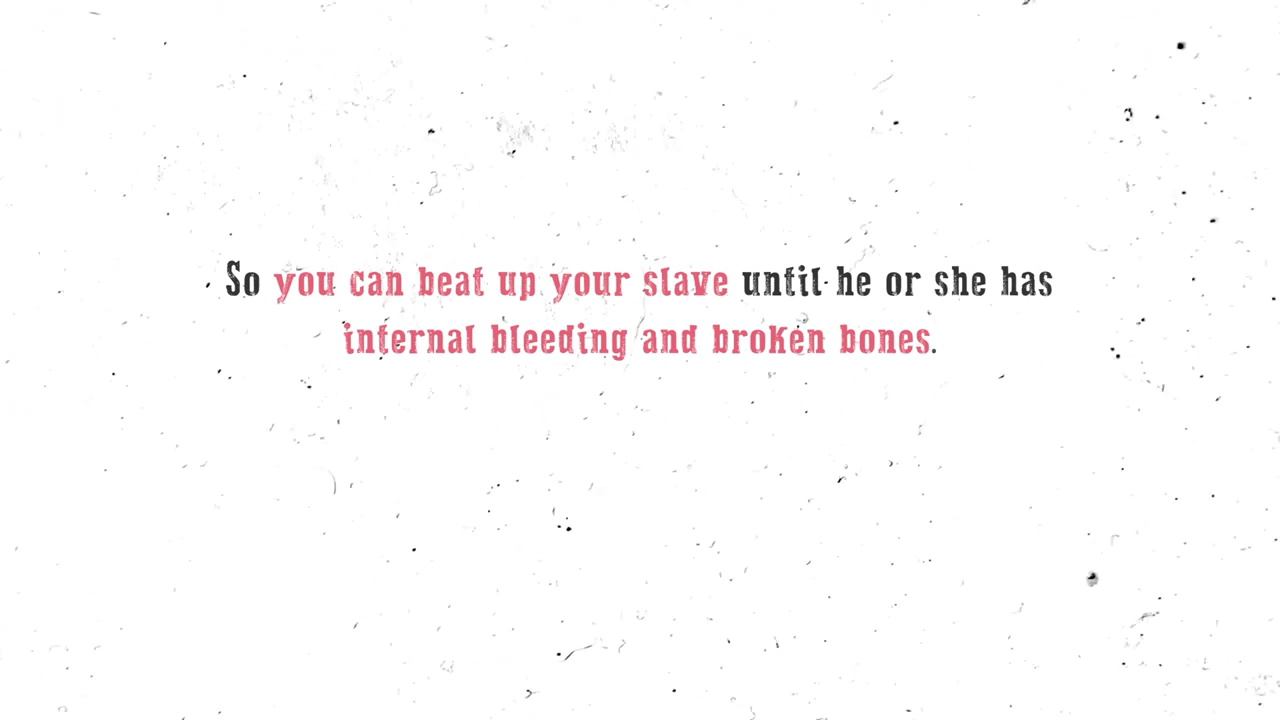 So you can beat up your slave until he or she has
internal bleeding and broken bones.